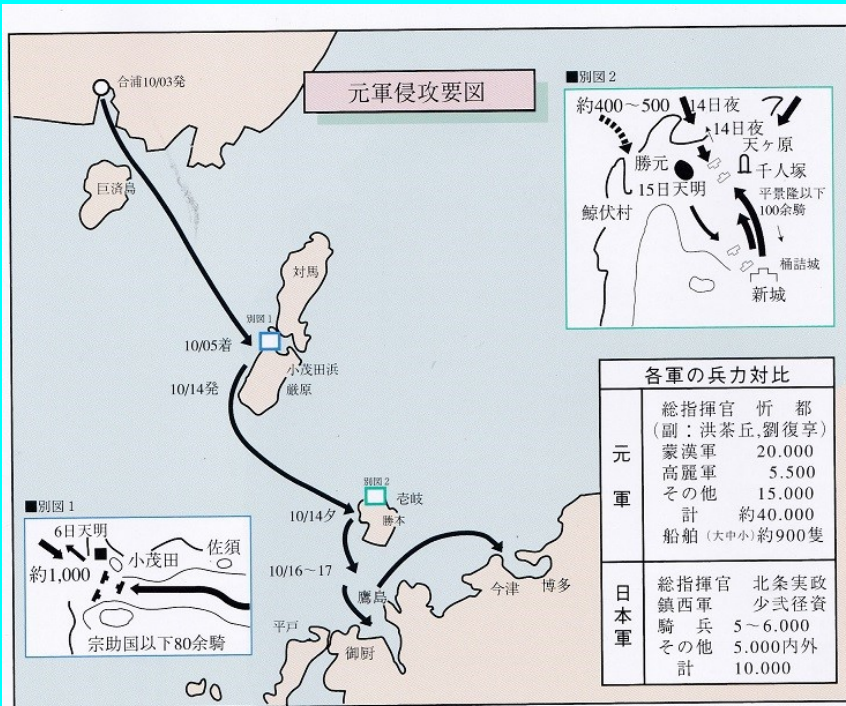 元軍侵攻要図
合浦10/03発
巨済島
対馬
別図1
10/05着
小茂田浜
厳原
10/14発
別図2
壱岐
勝本
10/14夕
10/16～17
鷹島
今津
博多
平戸
御厨
■別図1
6日天明
小茂田
佐須
約1,000
宗助国以下80余騎
■別図2
約400～500
14日夜
14日夜
天ヶ原
勝元
千人塚
15日天明
平景隆以下
100余騎
鯨伏村
桶詰城
新城
各軍の兵力対比
元軍
総指揮官 忻都
(副：洪茶丘,劉復享)
蒙漢軍 20.000
高麗軍 5.500
その他 15.000
計 約40.000
船舶（大中小）約900隻
日本軍
総指揮官 北条実政
鎮西軍 少弐径資
騎兵 5～6.000
その他 5.000内外
計 10.000